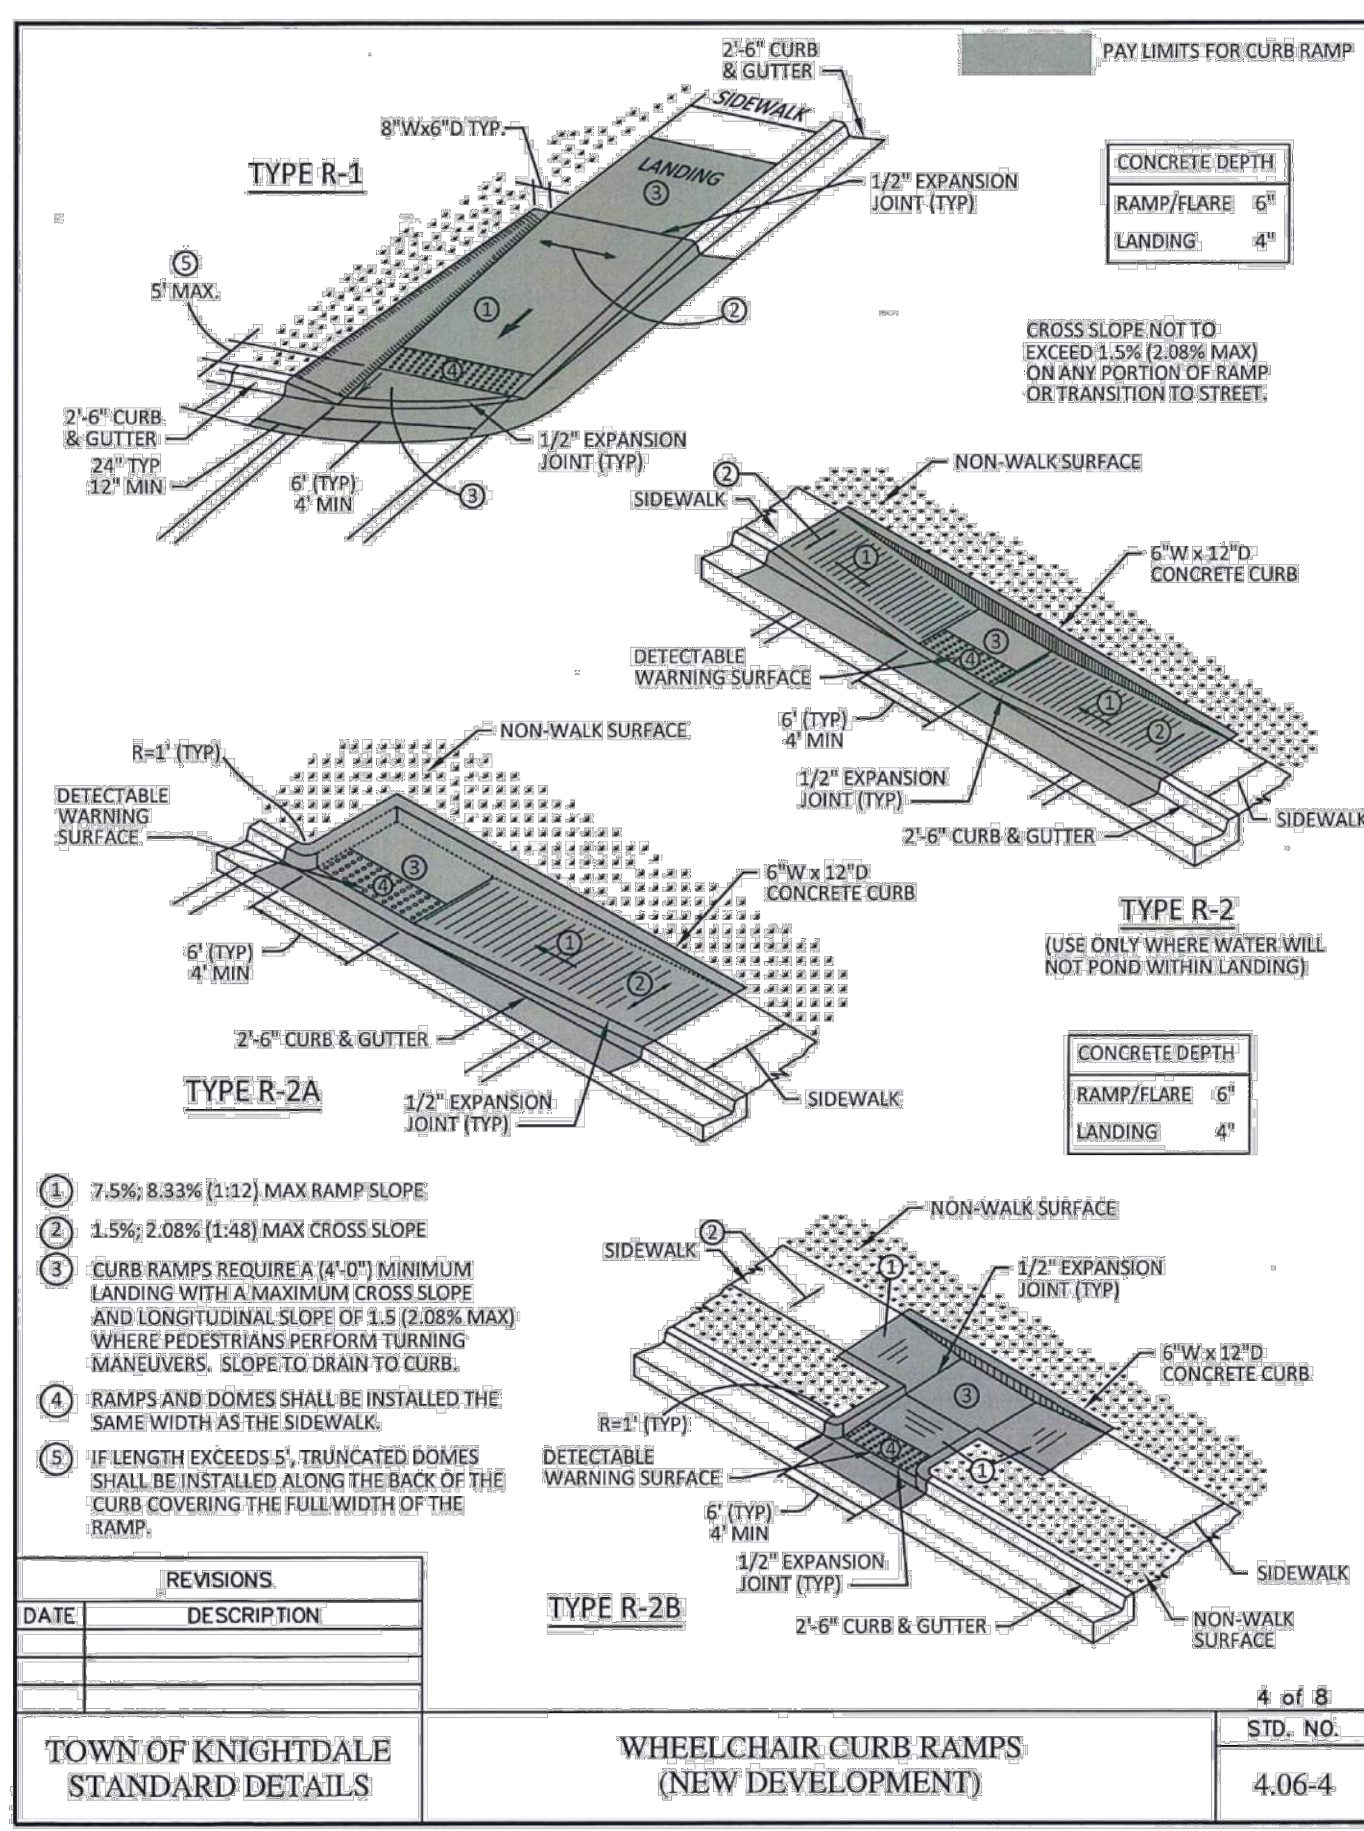 2'-6" CURB
& GUTTER
PAY LIMITS FOR CURB RAMP
SIDEWALK
8"Wx6"D TYP.
TYPE R-1
LANDING
3
1/2" EXPANSION
JOINT (TYP)
CONCRETE DEPTH
RAMP/FLARE 6"
LANDING 4"
5
5' MAX.
1
2
4
CROSS SLOPE NOT TO
EXCEED 1.5% (2.08% MAX)
ON ANY PORTION OF RAMP
OR TRANSITION TO STREET.
2'-6" CURB
& GUTTER
24" TYP
12" MIN
6' (TYP)
4' MIN
3
1/2" EXPANSION
JOINT (TYP)
2
SIDEWALK
NON-WALK SURFACE
1
6"W x 12"D
CONCRETE CURB
3
4
DETECTABLE
WARNING SURFACE
1
2
6' (TYP)
4' MIN
1/2" EXPANSION
JOINT (TYP)
2'-6" CURB & GUTTER
SIDEWALK
TYPE R-2
(USE ONLY WHERE WATER WILL
NOT POND WITHIN LANDING)
R=1' (TYP)
NON-WALK SURFACE
DETECTABLE
WARNING
SURFACE
3
4
6"W x 12"D
CONCRETE CURB
1
2
6' (TYP)
4' MIN
2'-6" CURB & GUTTER
TYPE R-2A
1/2" EXPANSION
JOINT (TYP)
SIDEWALK
CONCRETE DEPTH
RAMP/FLARE 6"
LANDING 4"
1 7.5%; 8.33% (1:12) MAX RAMP SLOPE
2 1.5%; 2.08% (1:48) MAX CROSS SLOPE
3 CURB RAMPS REQUIRE A (4'-0") MINIMUM
LANDING WITH A MAXIMUM CROSS SLOPE
AND LONGITUDINAL SLOPE OF 1.5 (2.08% MAX)
WHERE PEDESTRIANS PERFORM TURNING
MANEUVERS. SLOPE TO DRAIN TO CURB.
4 RAMPS AND DOMES SHALL BE INSTALLED THE
SAME WIDTH AS THE SIDEWALK.
5 IF LENGTH EXCEEDS 5', TRUNCATED DOMES
SHALL BE INSTALLED ALONG THE BACK OF THE
CURB COVERING THE FULL WIDTH OF THE
RAMP.
NON-WALK SURFACE
2
SIDEWALK
1
1/2" EXPANSION
JOINT (TYP)
6"W x 12"D
CONCRETE CURB
3
R=1' (TYP)
4
1
DETECTABLE
WARNING SURFACE
6' (TYP)
4' MIN
1/2" EXPANSION
JOINT (TYP)
SIDEWALK
TYPE R-2B
2'-6" CURB & GUTTER
NON-WALK
SURFACE
REVISIONS
DATE DESCRIPTION
4 of 8
TOWN OF KNIGHTDALE
STANDARD DETAILS
WHEELCHAIR CURB RAMPS
(NEW DEVELOPMENT)
STD. NO.
4.06-4